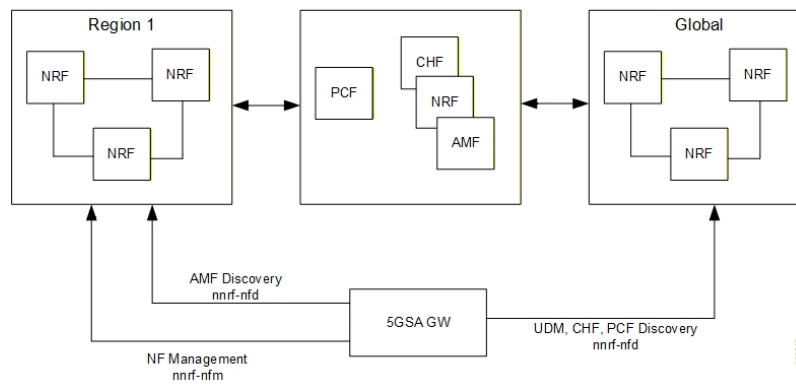 Region 1
Global
NRF
NRF
NRF
PCF
CHF
NRF
AMF
NRF
NRF
NRF
AMF Discovery
nnrf-nfd
5GSA GW
UDM, CHF, PCF Discovery
nnrf-nfd
NF Management
nnrf-nfm